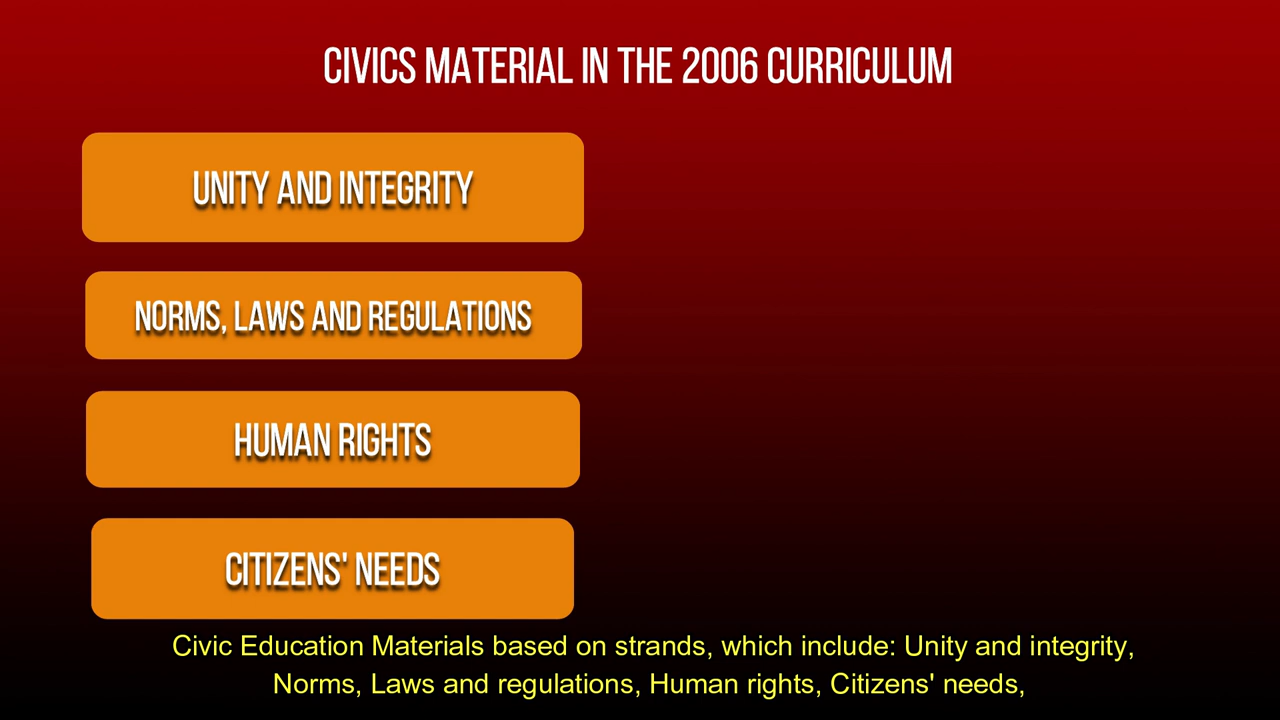 CIVICS MATERIAL IN THE 2006 CURRICULUM
UNITY AND INTEGRITY
NORMS, LAWS AND REGULATIONS
HUMAN RIGHTS
CITIZENS' NEEDS
Civic Education Materials based on strands, which include: Unity and integrity,
Norms, Laws and regulations, Human rights, Citizens' needs,